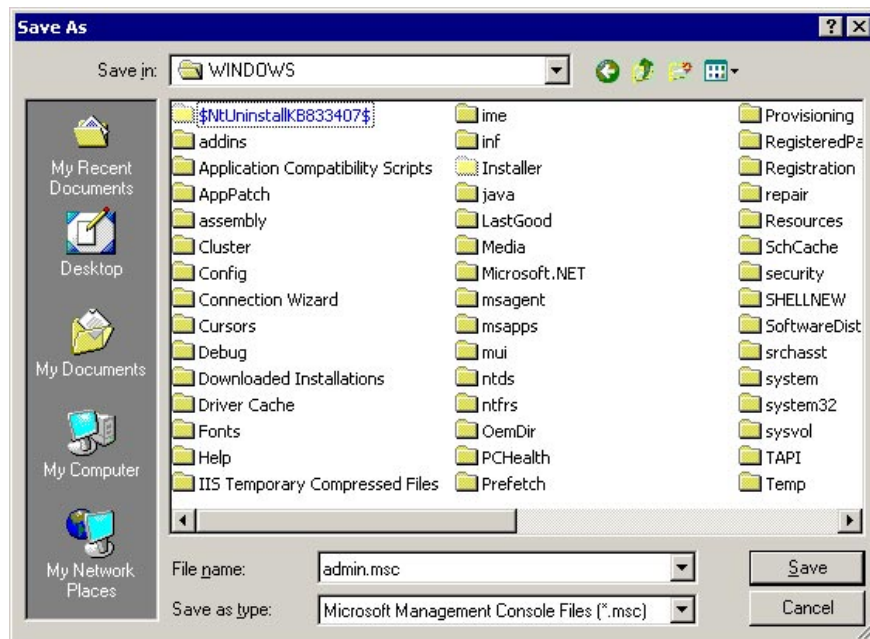 Save As
Save in:
WINDOWS
My Recent
Documents
Desktop
My Documents
My Computer
My Network
Places
$NtUninstallKB833407$
addins
Application Compatibility Scripts
AppPatch
assembly
Cluster
Config
Connection Wizard
Cursors
Debug
Downloaded Installations
Driver Cache
Fonts
Help
IIS Temporary Compressed Files
ime
inf
Installer
java
LastGood
Media
Microsoft.NET
msagent
msapps
mui
ntds
ntfrs
OemDir
PCHealth
Prefetch
Provisioning
RegisteredPa
Registration
repair
Resources
SchCache
security
SHELLNEW
SoftwareDist
srchasst
system
system32
sysvol
TAPI
Temp
File name:
admin.msc
Save
Save as type:
Microsoft Management Console Files (*.msc)
Cancel